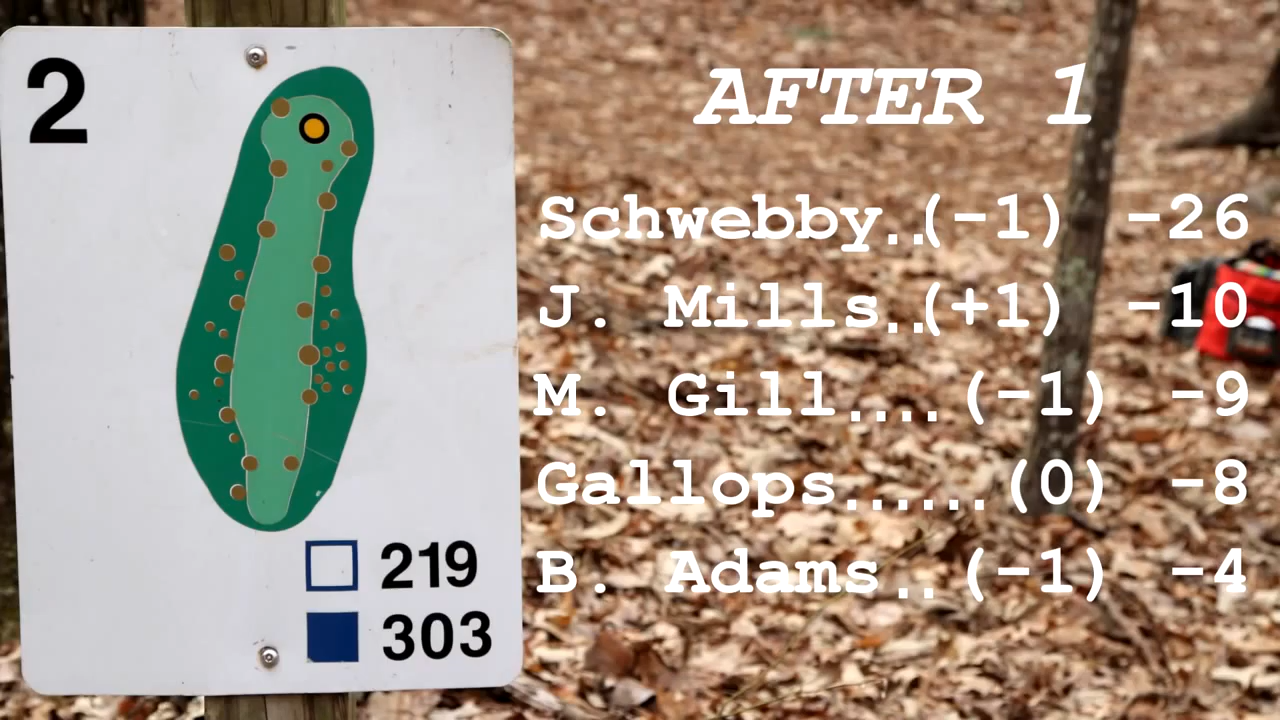 2
219
303
AFTER 1
Schwebby..(-1) -26
J. Mills..(+1) -10
M. Gill....(-1) -9
Gallops......(0) -8
B. Adams..(-1) -4